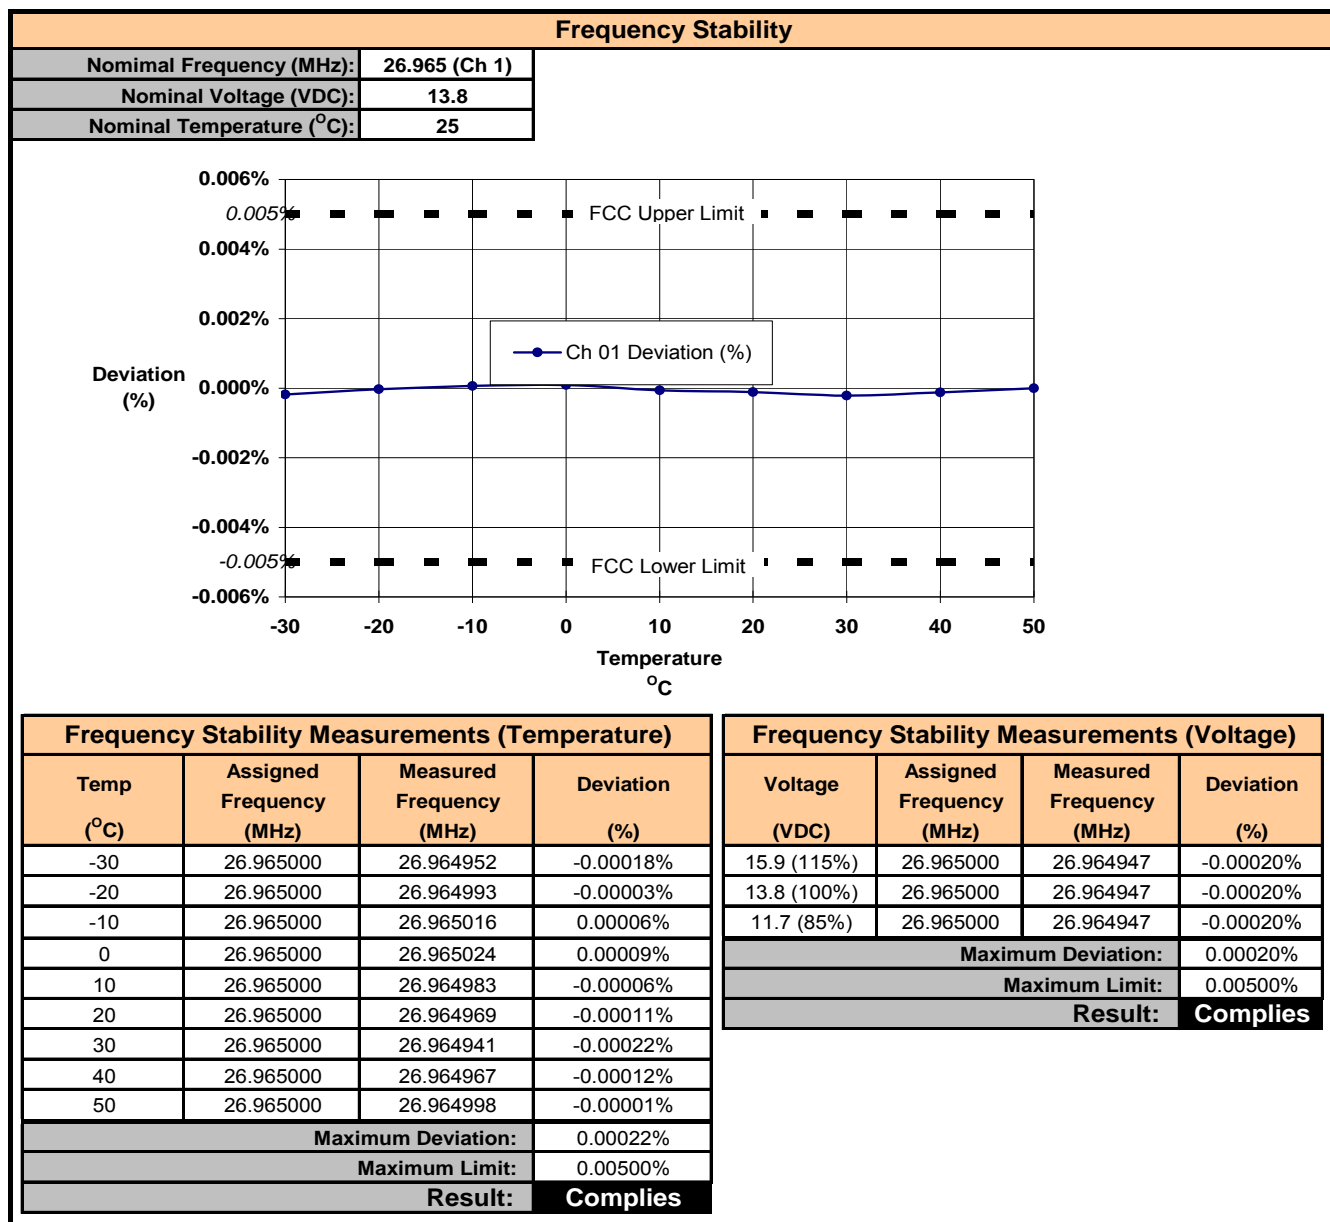 Frequency Stability
Nomimal Frequency (MHz): 26.965 (Ch 1)
Nominal Voltage (VDC): 13.8
Nominal Temperature (°C): 25
0.006%
0.005%
FCC Upper Limit
0.004%
0.002%
Ch 01 Deviation (%)
Deviation
(%)
0.000%
-0.002%
-0.004%
-0.005%
FCC Lower Limit
-0.006%
-30 -20 -10 0 10 20 30 40 50
Temperature
°C
Frequency Stability Measurements (Temperature)
Temp (°C) Assigned Frequency (MHz) Measured Frequency (MHz) Deviation (%)
-30 26.965000 26.964952 -0.00018%
-20 26.965000 26.964993 -0.00003%
-10 26.965000 26.965016 0.00006%
0 26.965000 26.965024 0.00009%
10 26.965000 26.964983 -0.00006%
20 26.965000 26.964969 -0.00011%
30 26.965000 26.964941 -0.00022%
40 26.965000 26.964967 -0.00012%
50 26.965000 26.964998 -0.00001%
Maximum Deviation: 0.00022%
Maximum Limit: 0.00500%
Result: Complies
Frequency Stability Measurements (Voltage)
Voltage (VDC) Assigned Frequency (MHz) Measured Frequency (MHz) Deviation (%)
15.9 (115%) 26.965000 26.964947 -0.00020%
13.8 (100%) 26.965000 26.964947 -0.00020%
11.7 (85%) 26.965000 26.964947 -0.00020%
Maximum Deviation: 0.00020%
Maximum Limit: 0.00500%
Result: Complies